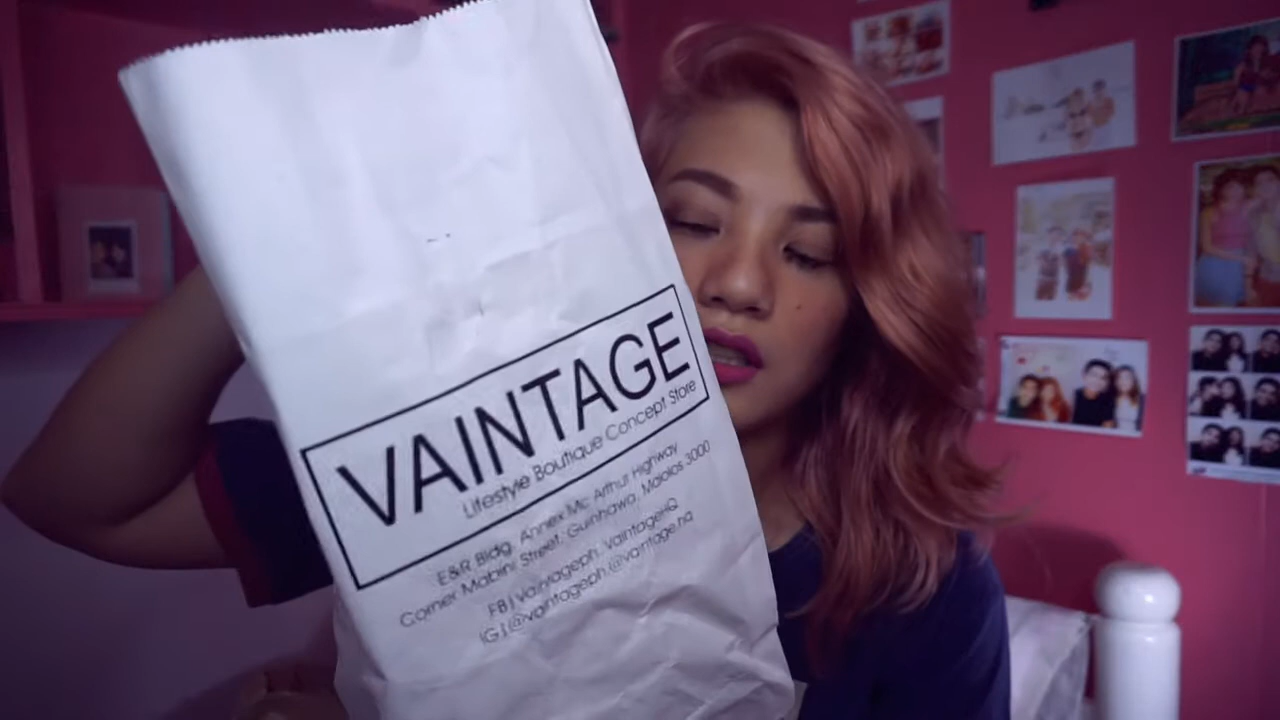 VAINTAGE
Lifestyle Boutique Concept Store
E&R Bldg. Annex Mc Arthur Highway
Corner Mabini Street, Guinhawa, Malolos 3000
FB | vaintageph, VaintageHQ
IG | @vaintageph, @vaintage.hq